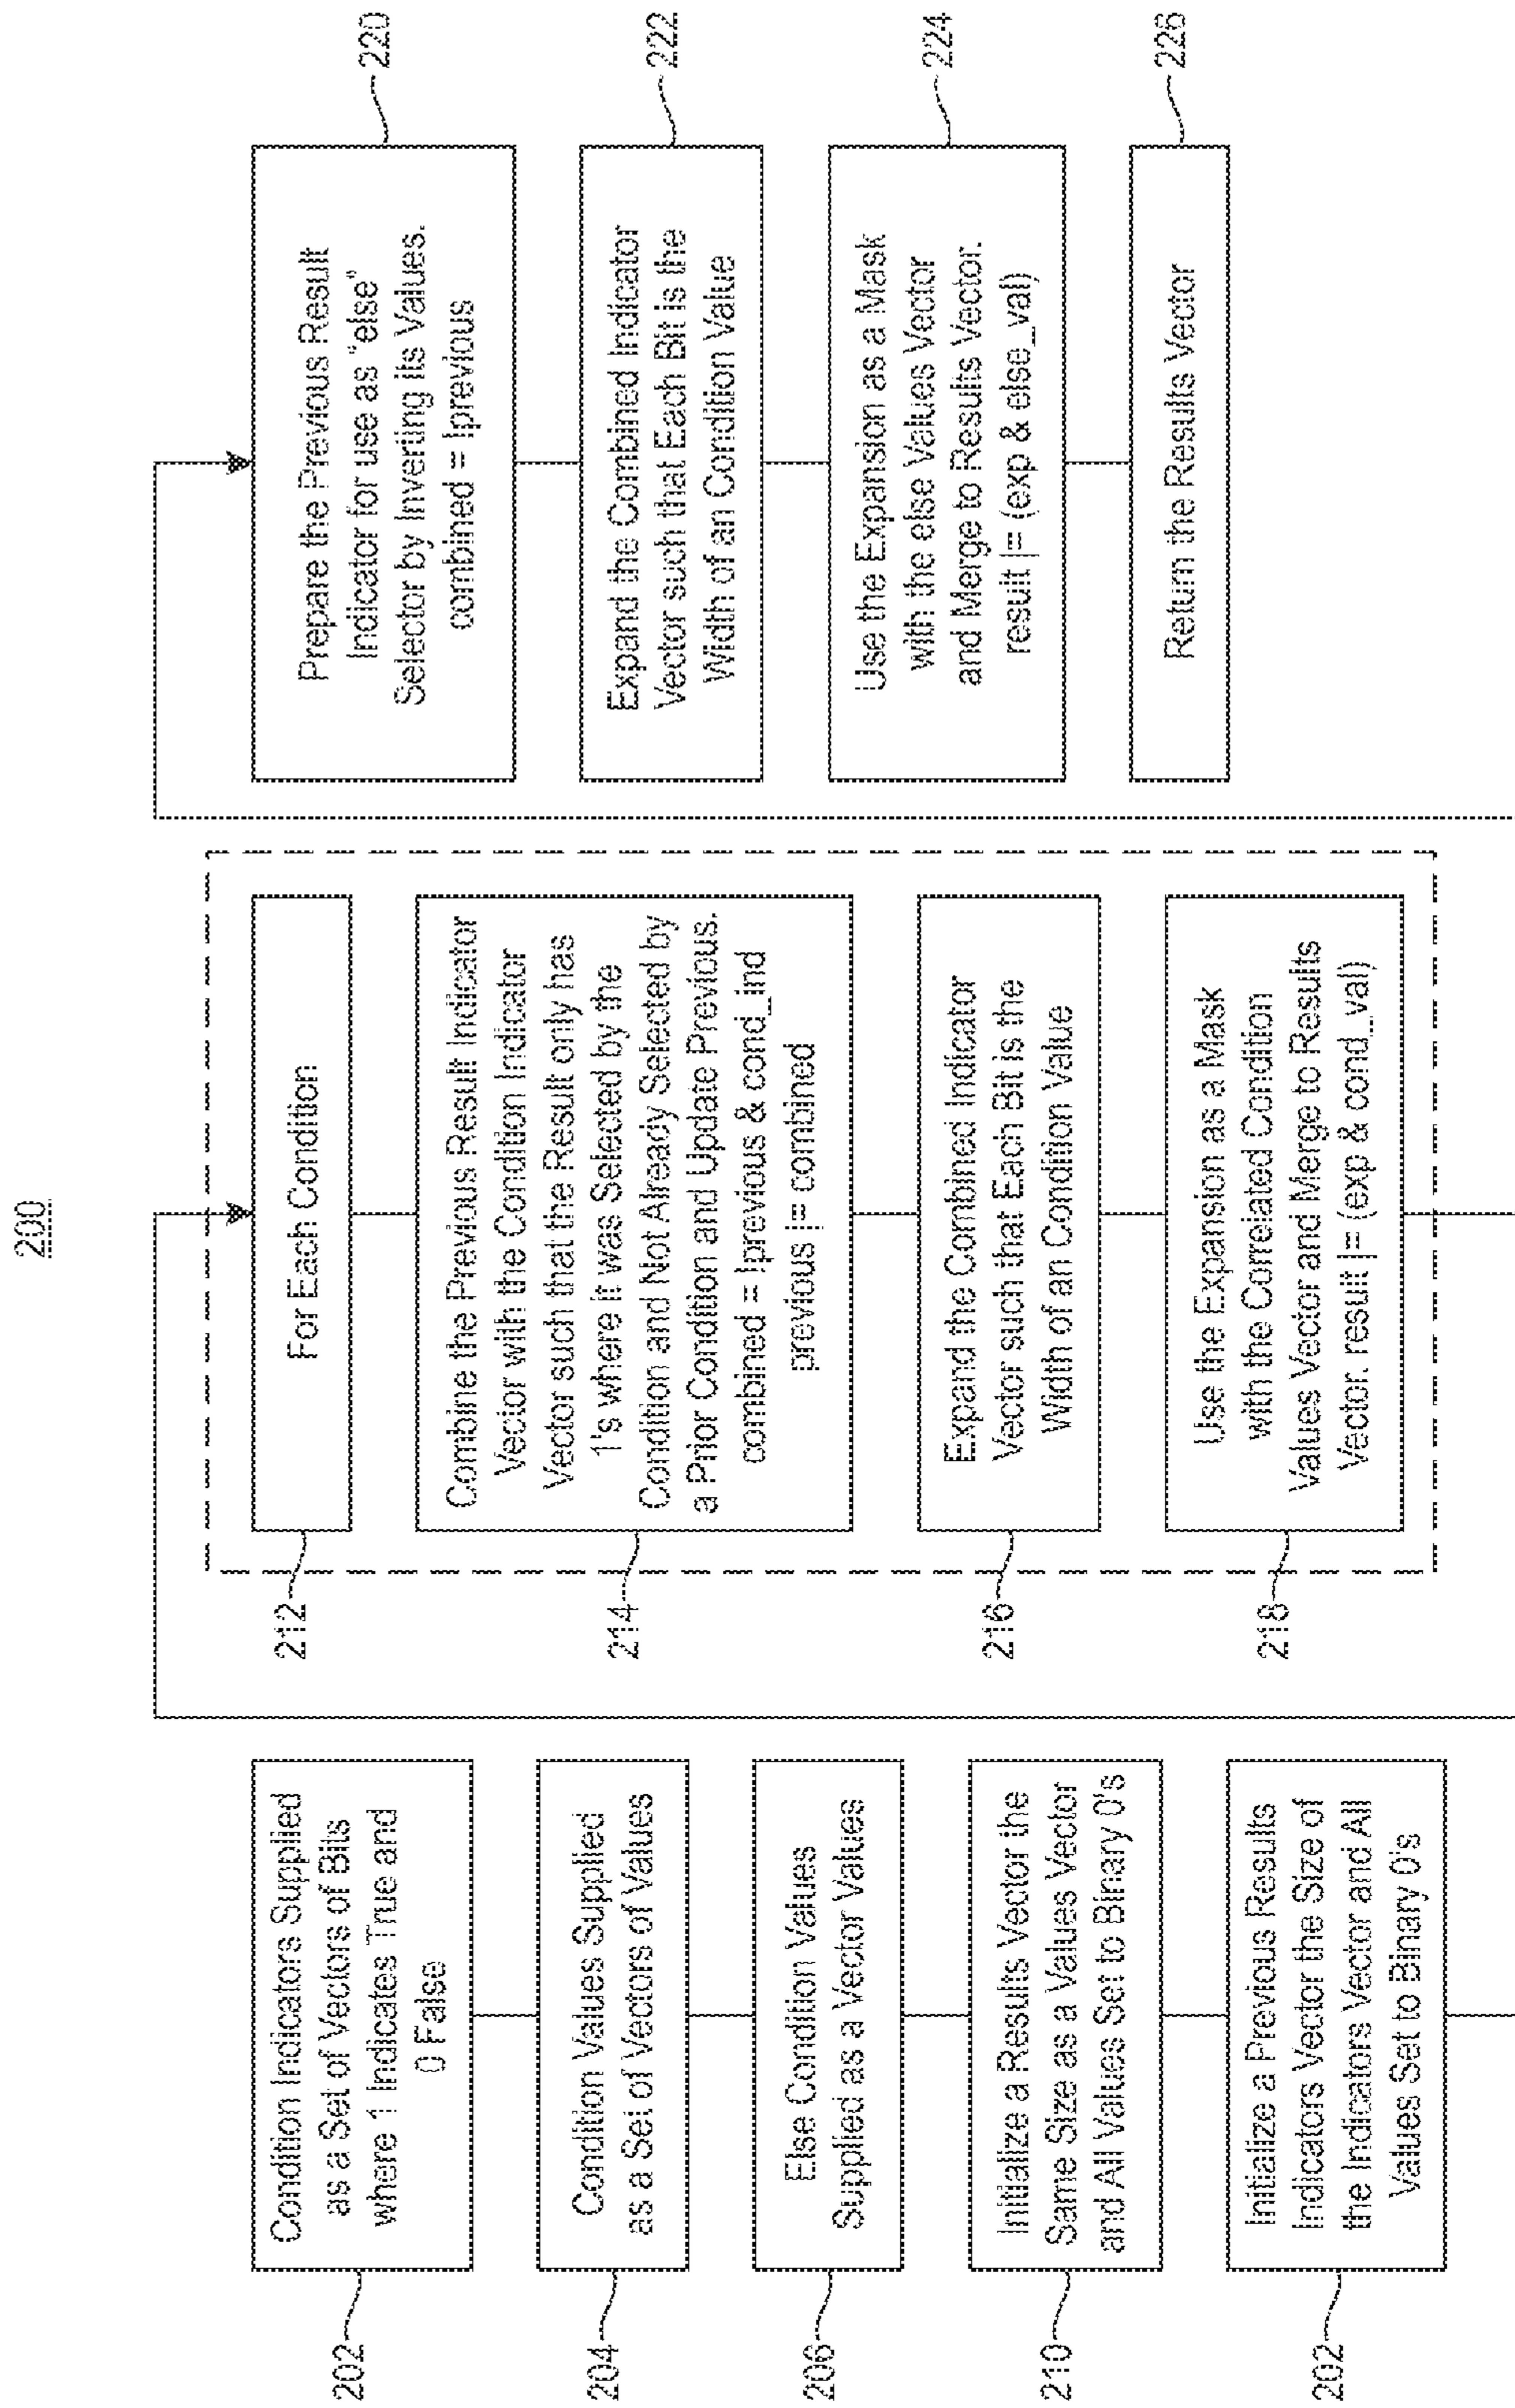 200
202
Condition Indicators Supplied
as a Set of Vectors of Bits
where 1 Indicates True and
0 False
204
Condition Values Supplied
as a Set of Vectors of Values
206
Else Condition Values
Supplied as a Vector Values
210
Initialize a Results Vector the
Same Size as a Values Vector
and All Values Set to Binary 0's
202
Initialize a Previous Results
Indicators Vector the Size of
the Indicators Vector and All
Values Set to Binary 0's
212
For Each Condition
214
Combine the Previous Result Indicator
Vector with the Condition Indicator
Vector such that the Result only has
1's where it was Selected by the
Condition and Not Already Selected by
a Prior Condition and Update Previous.
combined = !previous & cond_ind
previous |= combined
216
Expand the Combined Indicator
Vector such that Each Bit is the
Width of an Condition Value
218
Use the Expansion as a Mask
with the Correlated Condition
Values Vector and Merge to Results
Vector. result |= (exp & cond_val)
220
Prepare the Previous Result
Indicator for use as "else"
Selector by Inverting its Values.
combined = !previous
222
Expand the Combined Indicator
Vector such that Each Bit is the
Width of an Condition Value
224
Use the Expansion as a Mask
with the else Values Vector
and Merge to Results Vector.
result |= (exp & else_val)
226
Return the Results Vector